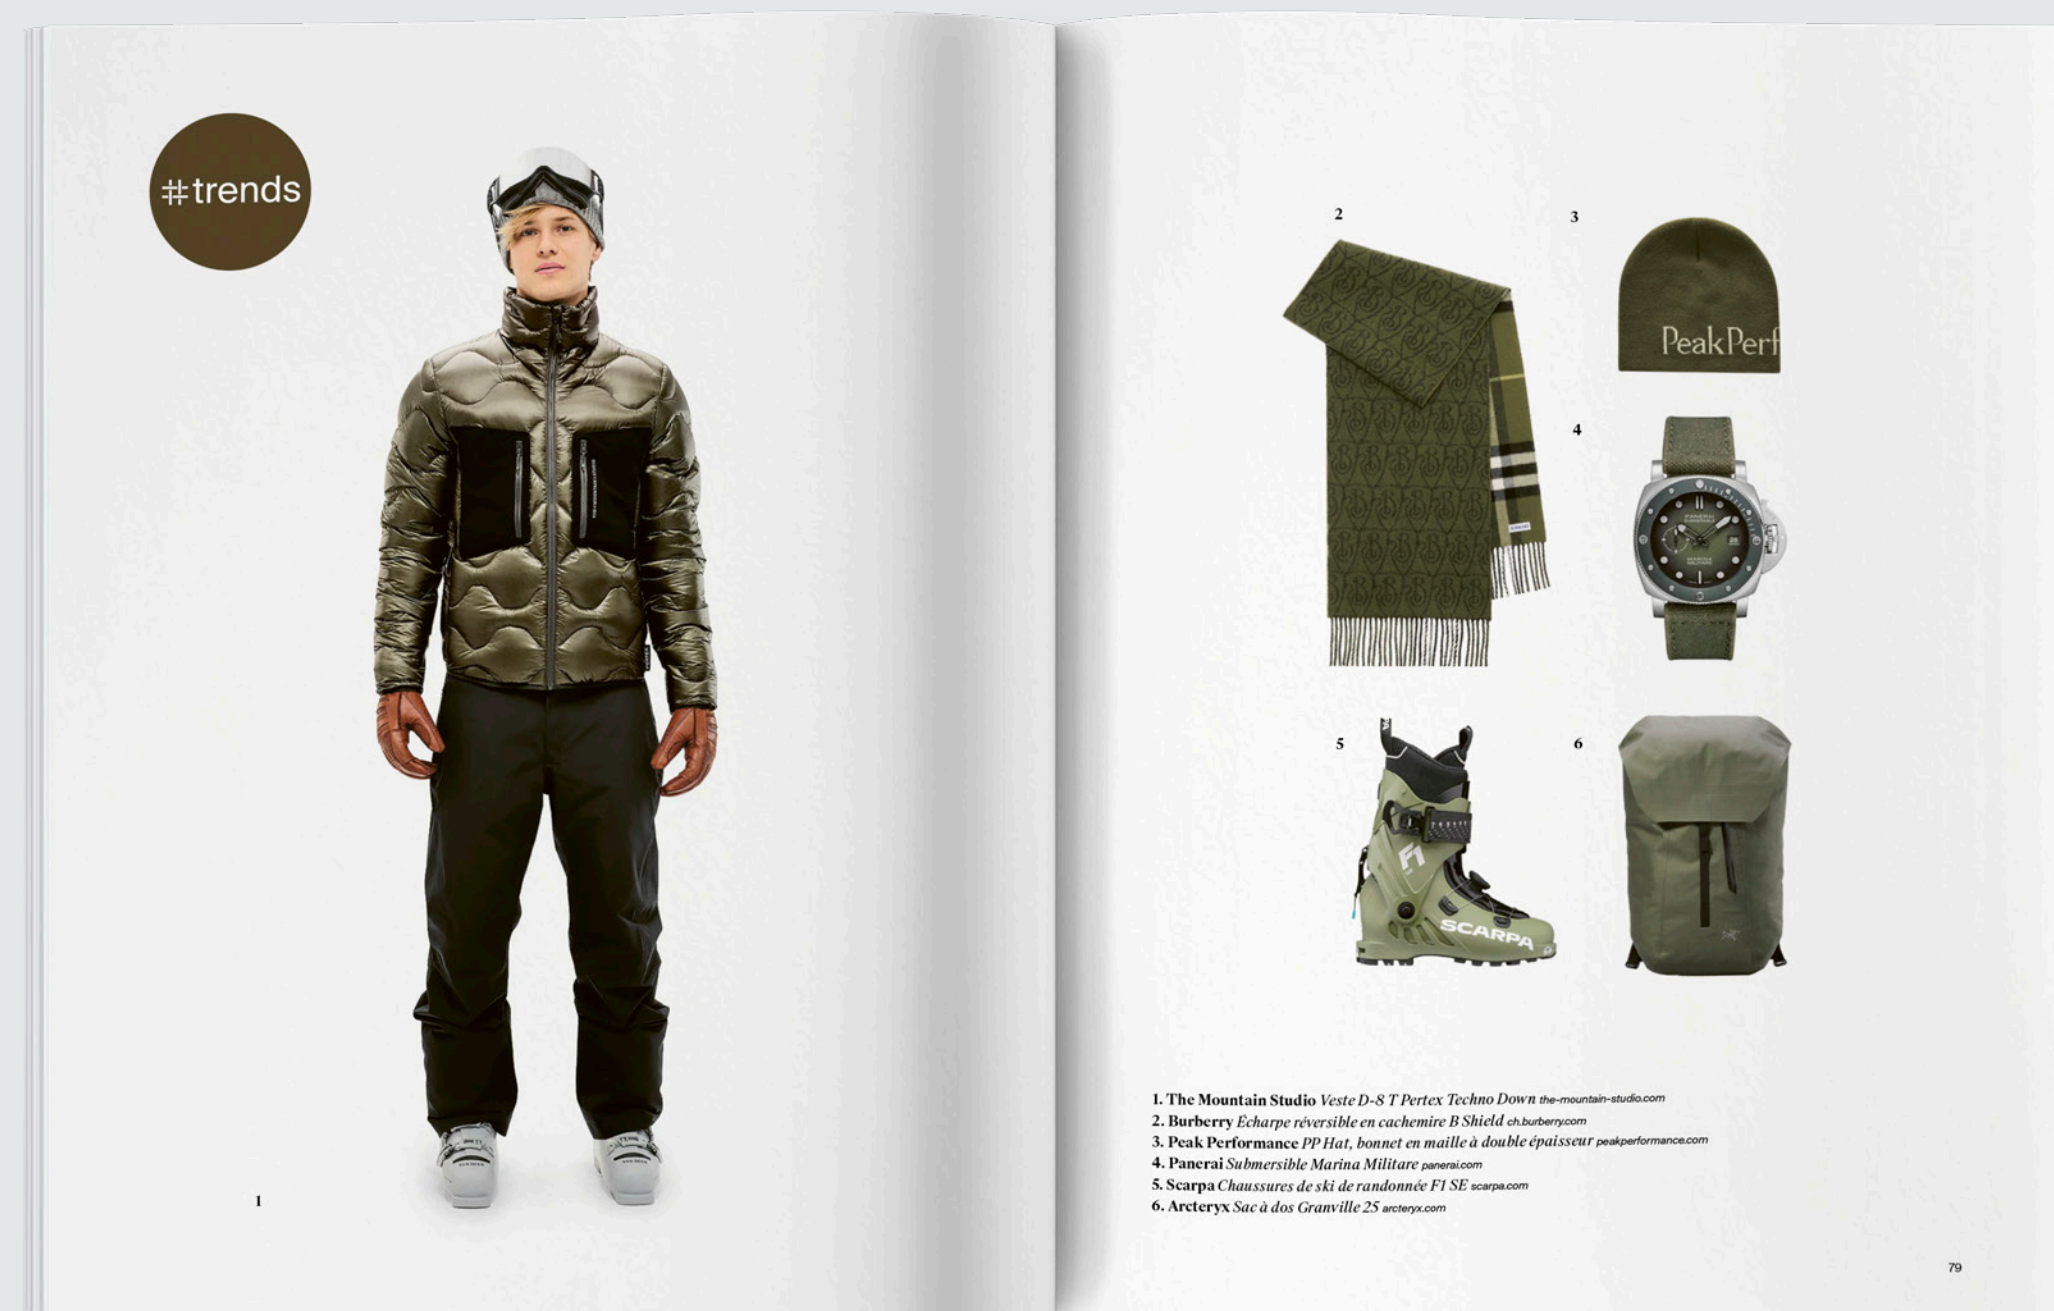 #trends
1
2
3
PeakPerf
4
PANERAI
5
F1
SCARPA
6
1. The Mountain Studio Veste D-8 T Pertex Techno Down the-mountain-studio.com
2. Burberry Écharpe réversible en cachemire B Shield ch.burberry.com
3. Peak Performance PP Hat, bonnet en maille à double épaisseur peakperformance.com
4. Panerai Submersible Marina Militare panerai.com
5. Scarpa Chaussures de ski de randonnée F1 SE scarpa.com
6. Arcteryx Sac à dos Granville 25 arcteryx.com
79